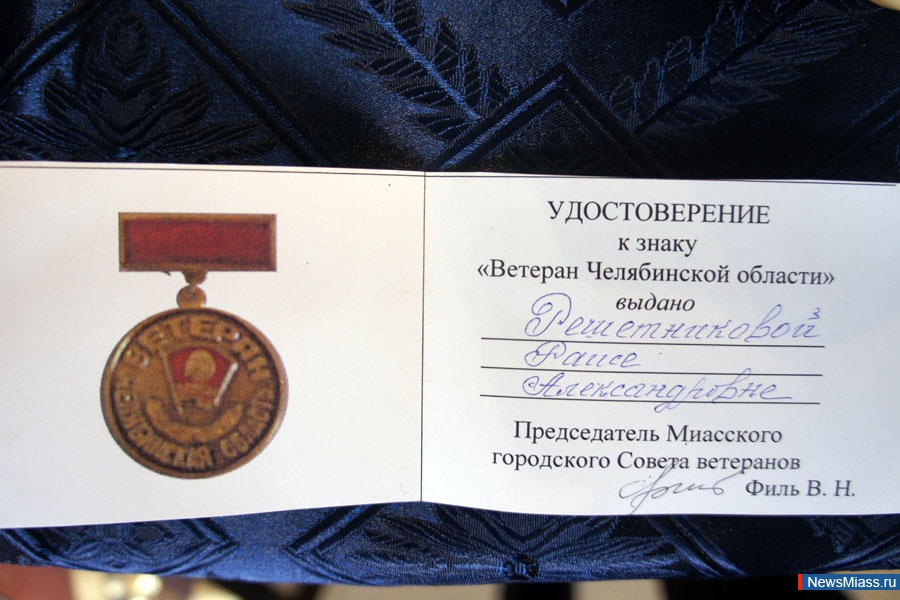 ВЕТЕРАН
ЧЕЛЯБИНСКАЯ ОБЛАСТЬ
УДОСТОВЕРЕНИЕ
к знаку
«Ветеран Челябинской области»
выдано
Решетниковой
Раисе
Александровне
Председатель Миасского
городского Совета ветеранов
Филь В. Н.
NewsMiass.ru